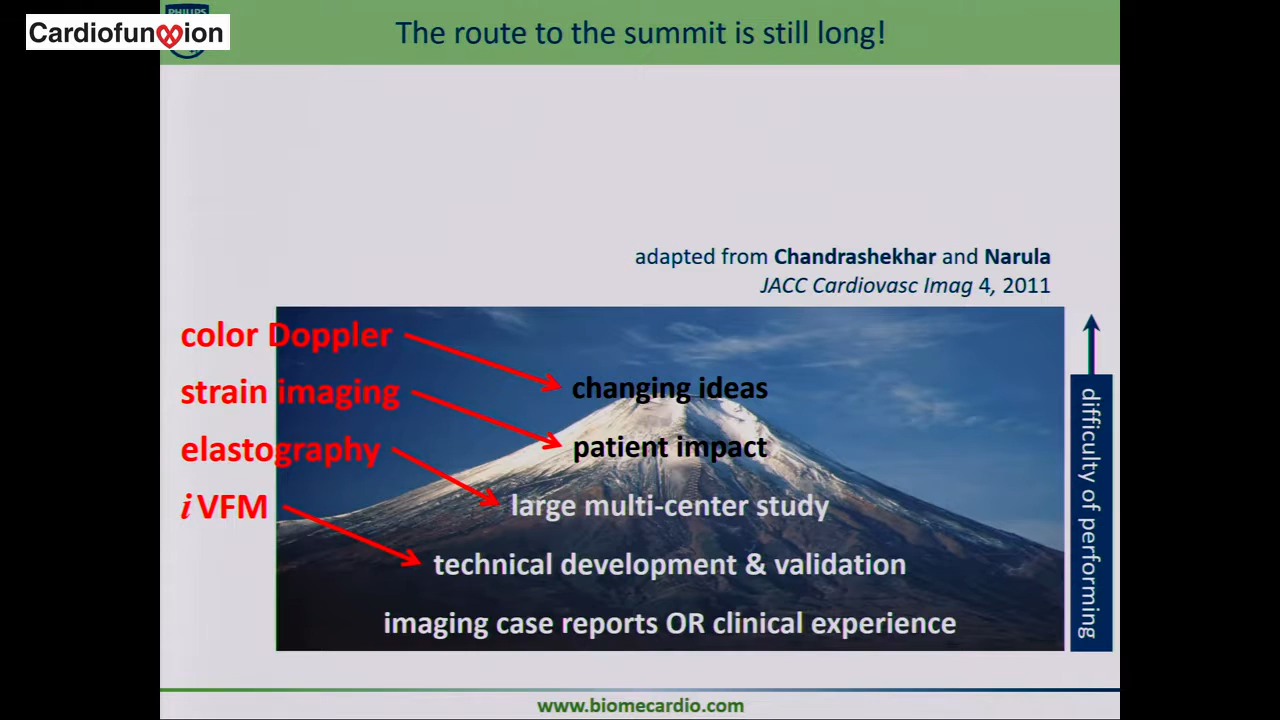 PHILIPS
Cardiofunion
The route to the summit is still long!
adapted from Chandrashekhar and Narula
JACC Cardiovasc Imag 4, 2011
color Doppler
strain imaging
elastography
iVFM
changing ideas
patient impact
large multi-center study
technical development & validation
imaging case reports OR clinical experience
difficulty of performing
www.biomecardio.com